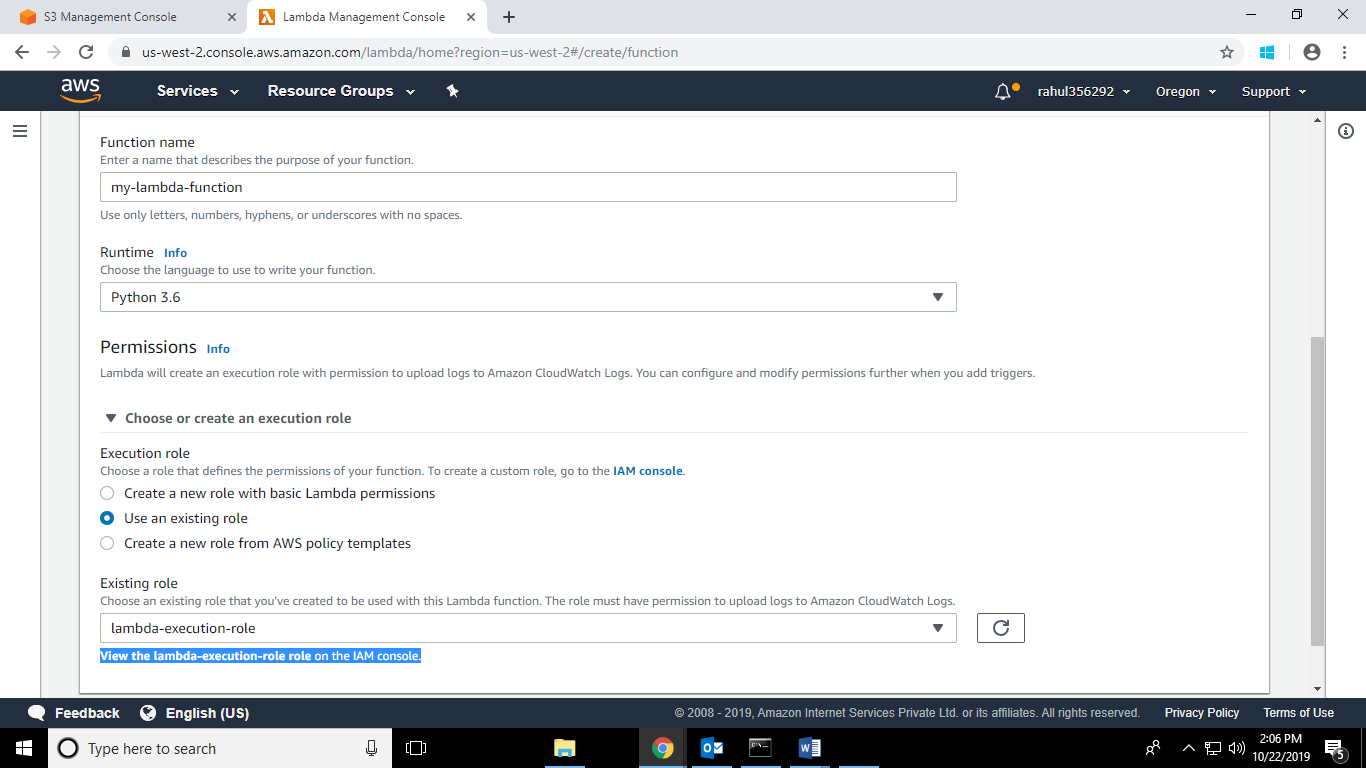 S3 Management Console
Lambda Management Console
us-west-2.console.aws.amazon.com/lambda/home?region=us-west-2#/create/function
aws
Services
Resource Groups
rahul356292
Oregon
Support
Function name
Enter a name that describes the purpose of your function.
my-lambda-function
Use only letters, numbers, hyphens, or underscores with no spaces.
Runtime Info
Choose the language to use to write your function.
Python 3.6
Permissions Info
Lambda will create an execution role with permission to upload logs to Amazon CloudWatch Logs. You can configure and modify permissions further when you add triggers.
Choose or create an execution role
Execution role
Choose a role that defines the permissions of your function. To create a custom role, go to the IAM console.
Create a new role with basic Lambda permissions
Use an existing role
Create a new role from AWS policy templates
Existing role
Choose an existing role that you've created to be used with this Lambda function. The role must have permission to upload logs to Amazon CloudWatch Logs.
lambda-execution-role
View the lambda-execution-role role on the IAM console.
Feedback
English (US)
© 2008 - 2019, Amazon Internet Services Private Ltd. or its affiliates. All rights reserved.
Privacy Policy
Terms of Use
Type here to search
2:06 PM
10/22/2019
5